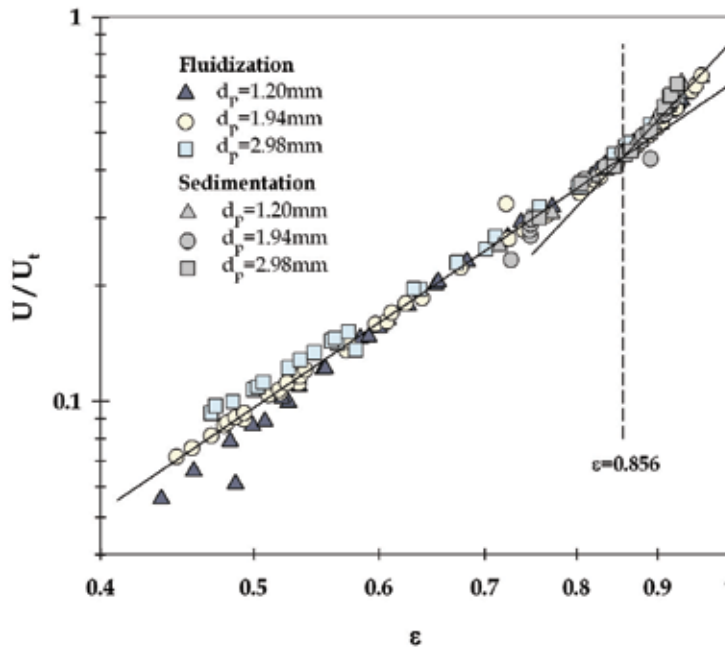 1
Fluidization
dp=1.20mm
dp=1.94mm
dp=2.98mm
Sedimentation
dp=1.20mm
dp=1.94mm
dp=2.98mm
U/Ut
0.1
ε=0.856
0.4 0.5 0.6 0.7 0.8 0.9
ε